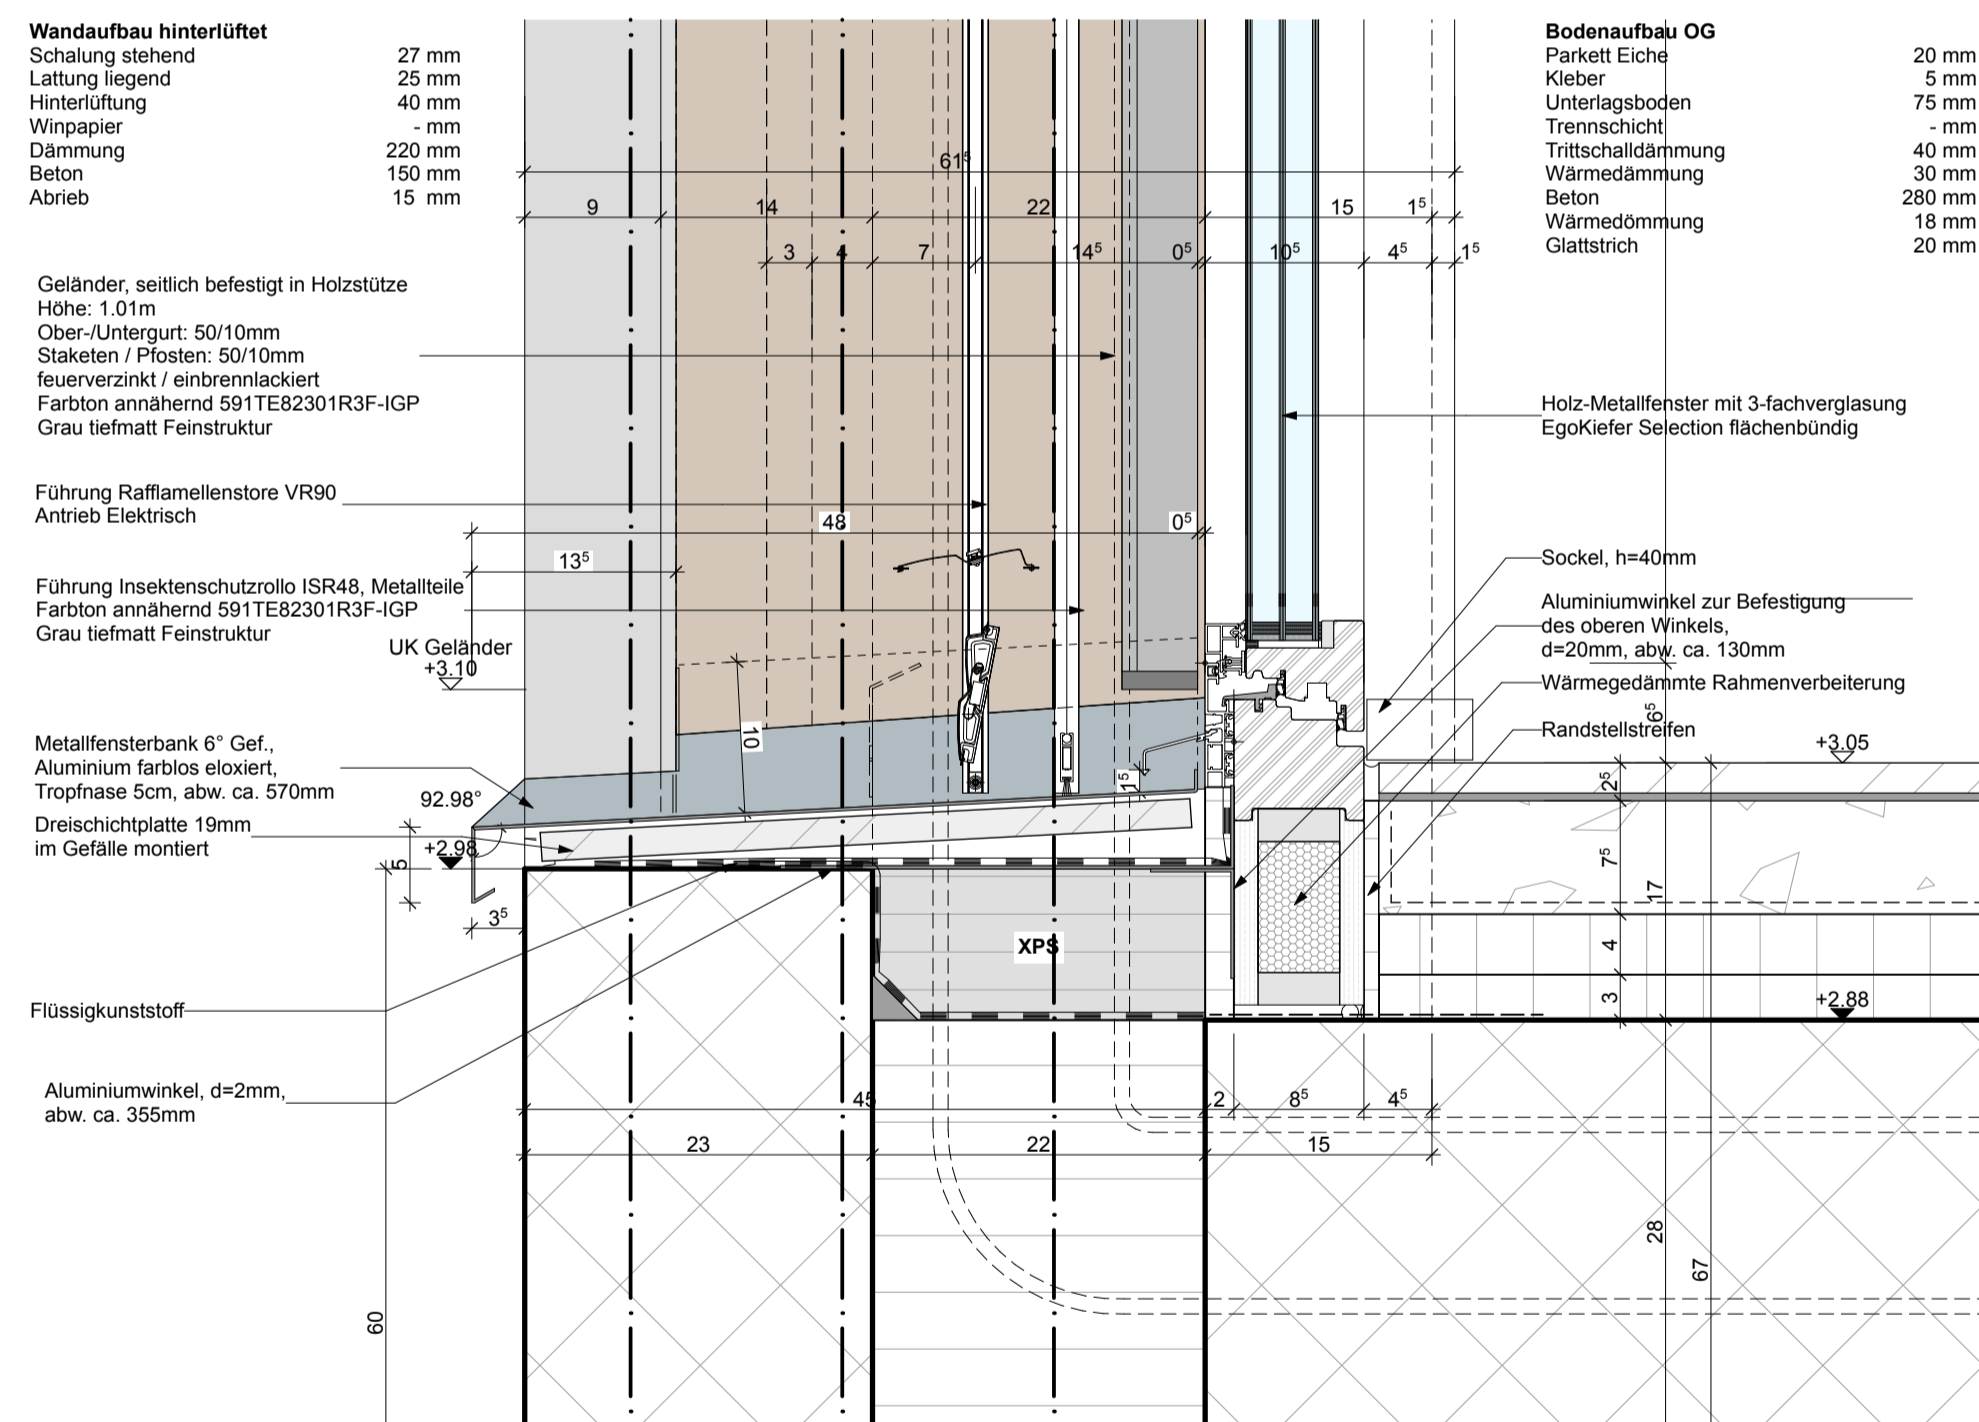 Wandaufbau hinterlüftet
Schalung stehend 27 mm
Lattung liegend 25 mm
Hinterlüftung 40 mm
Winpapier - mm
Dämmung 220 mm
Beton 150 mm
Abrieb 15 mm
Bodenaufbau OG
Parkett Eiche 20 mm
Kleber 5 mm
Unterlagsboden 75 mm
Trennschicht - mm
Trittschalldämmung 40 mm
Wärmedämmung 30 mm
Beton 280 mm
Wärmedömmung 18 mm
Glattstrich 20 mm
61⁵
9 14 22 15 1⁵
3 4 7 14⁵ 0⁵ 10⁵ 4⁵ 1⁵
Geländer, seitlich befestigt in Holzstütze
Höhe: 1.01m
Ober-/Untergurt: 50/10mm
Staketen / Pfosten: 50/10mm
feuerverzinkt / einbrennlackiert
Farbton annähernd 591TE82301R3F-IGP
Grau tiefmatt Feinstruktur
Holz-Metallfenster mit 3-fachverglasung
EgoKiefer Selection flächenbündig
Führung Rafflamellenstore VR90
Antrieb Elektrisch
48 0⁵
13⁵
Führung Insektenschutzrollo ISR48, Metallteile
Farbton annähernd 591TE82301R3F-IGP
Grau tiefmatt Feinstruktur
UK Geländer
+3.10
Sockel, h=40mm
Aluminiumwinkel zur Befestigung
des oberen Winkels,
d=20mm, abw. ca. 130mm
Wärmegedämmte Rahmenverbeiterung
Randstellstreifen
6⁵
+3.05
10
1⁵
Metallfensterbank 6° Gef.,
Aluminium farblos eloxiert,
Tropfnase 5cm, abw. ca. 570mm
92.98°
Dreischichtplatte 19mm
im Gefälle montiert
+2.98
5
3⁵
2⁵
7⁵
17
4
3
XPS
+2.88
Flüssigkunststoff
Aluminiumwinkel, d=2mm,
abw. ca. 355mm
45 2 8⁵ 4⁵
23 22 15
60
28
67